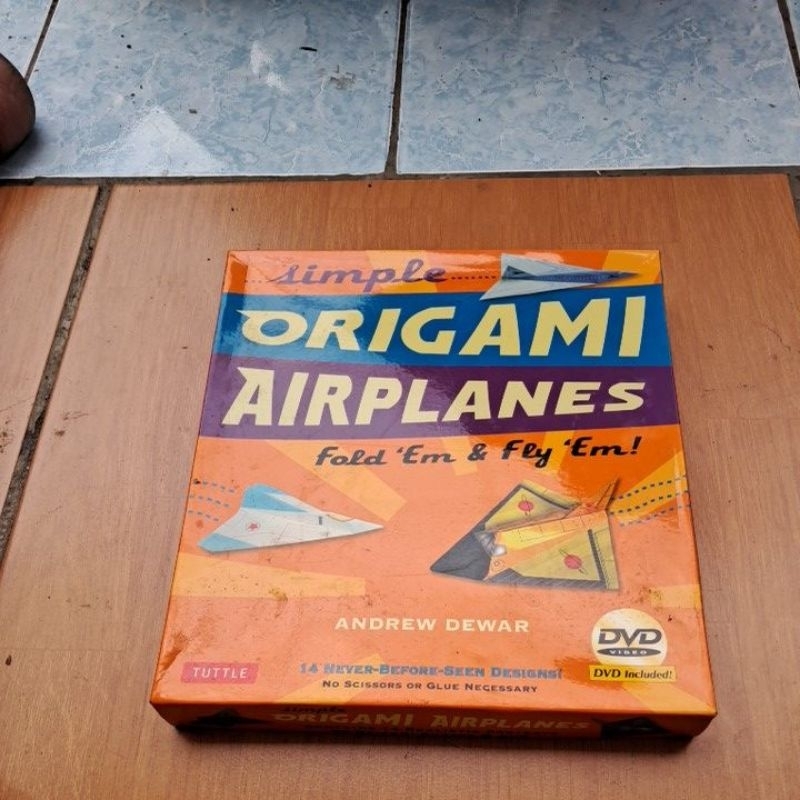 simple
ORIGAMI
AIRPLANES
Fold 'Em & Fly 'Em!
ANDREW DEWAR
DVD
VIDEO
DVD Included!
TUTTLE
14 NEVER-BEFORE-SEEN DESIGNS!
NO SCISSORS OR GLUE NECESSARY
simple
ORIGAMI AIRPLANES